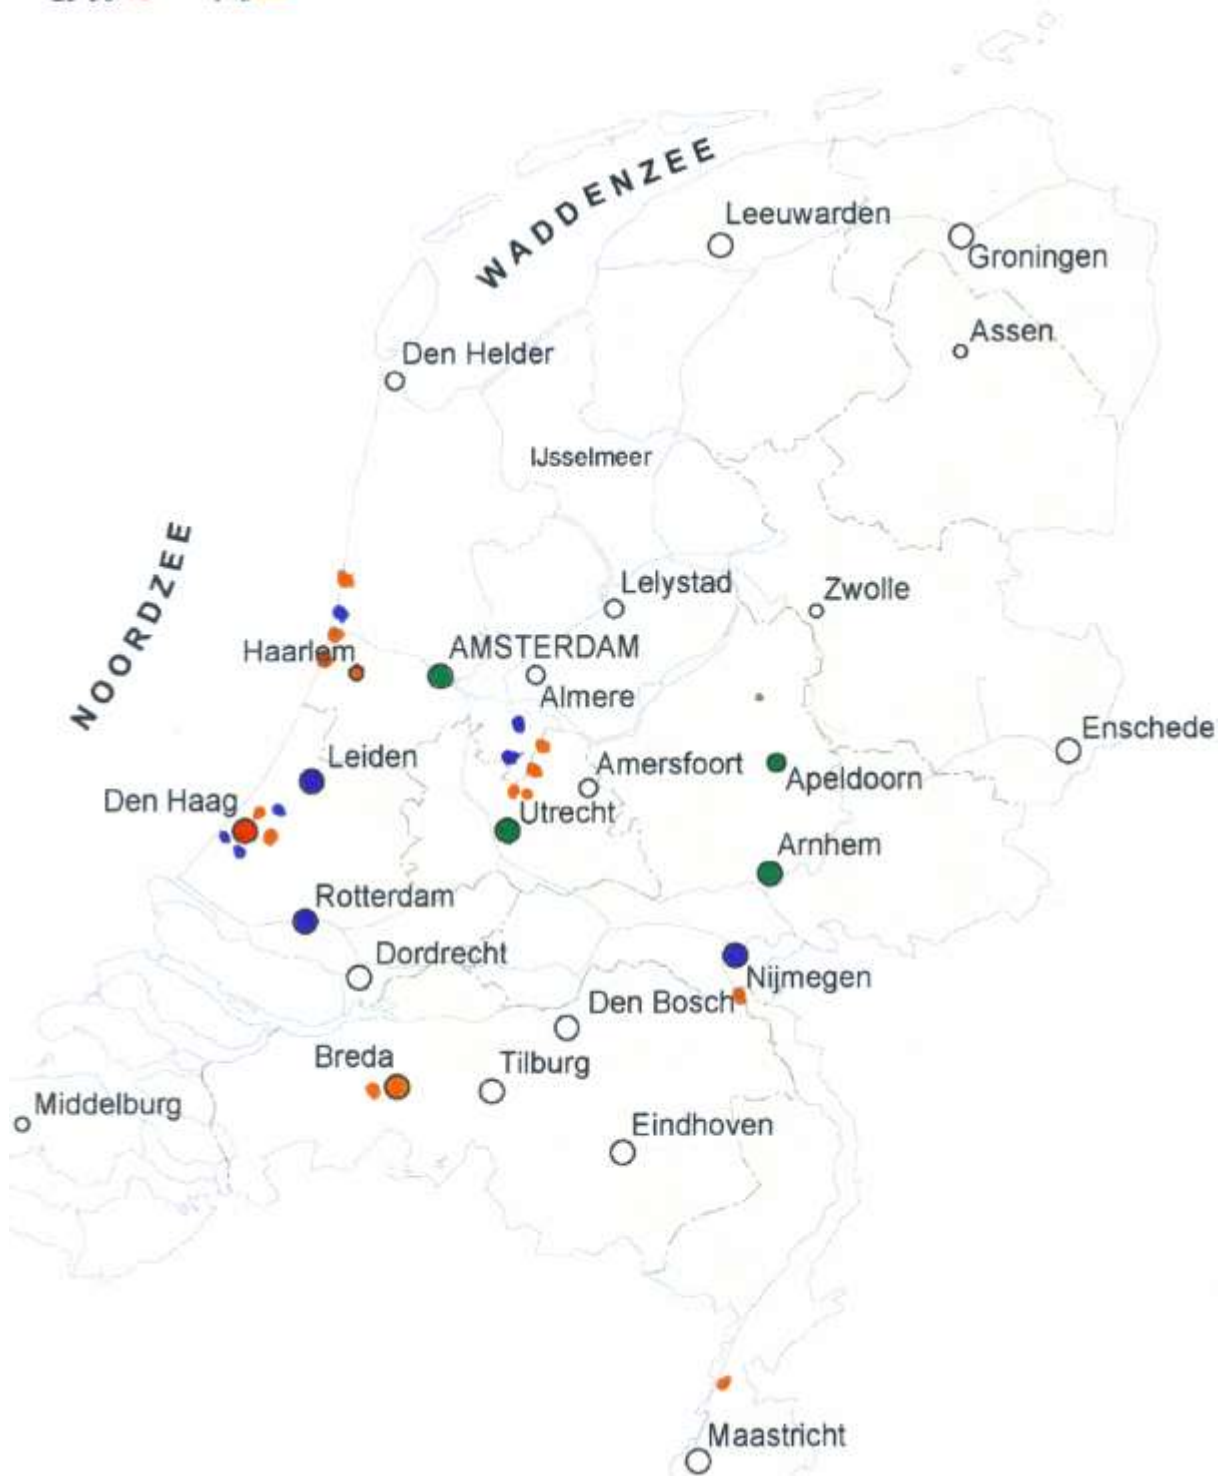 WADDENZEE
Leeuwarden
Groningen
Assen
Den Helder
IJsselmeer
NOORDZEE
Lelystad
Zwolle
Haarlem
AMSTERDAM
Almere
Enschede
Leiden
Amersfoort
Apeldoorn
Den Haag
Utrecht
Arnhem
Rotterdam
Dordrecht
Nijmegen
Den Bosch
Breda
Tilburg
Middelburg
Eindhoven
Maastricht